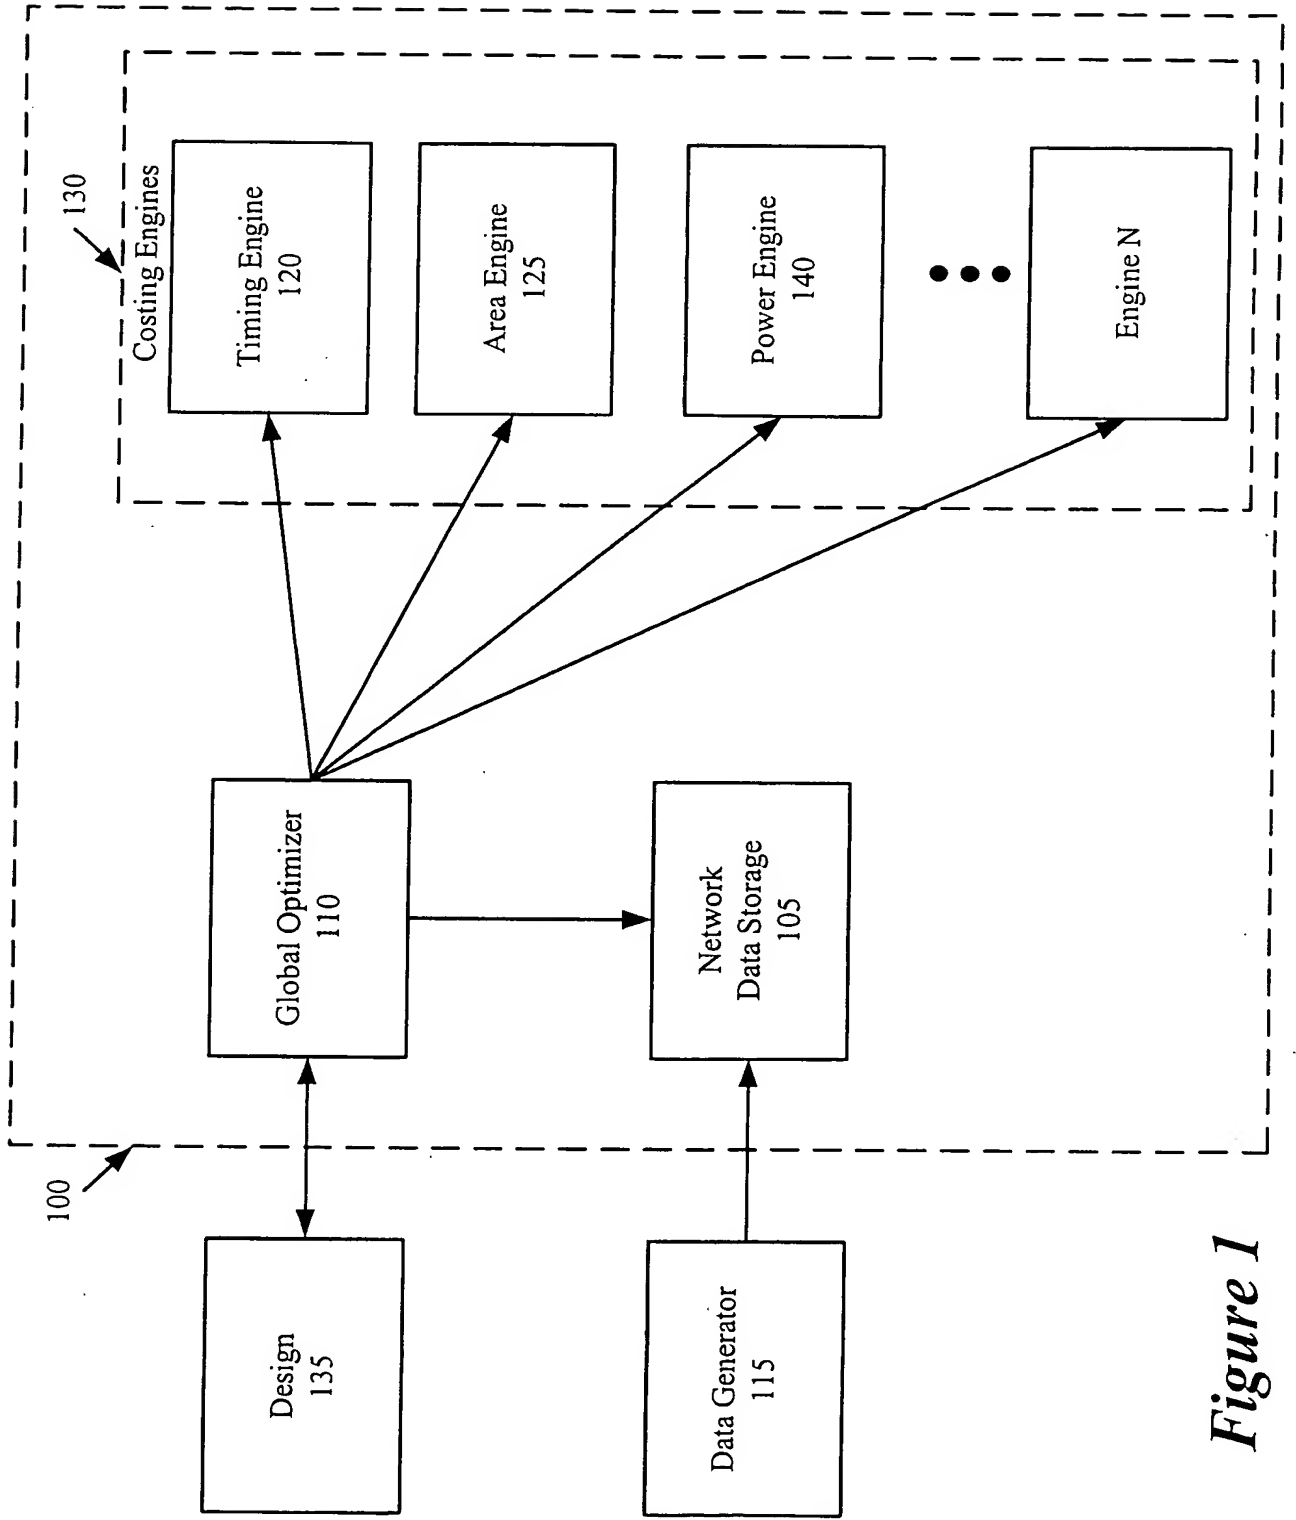 100
130
Costing Engines
Design
135
Global Optimizer
110
Timing Engine
120
Area Engine
125
Data Generator
115
Network
Data Storage
105
Power Engine
140
Engine N
Figure 1